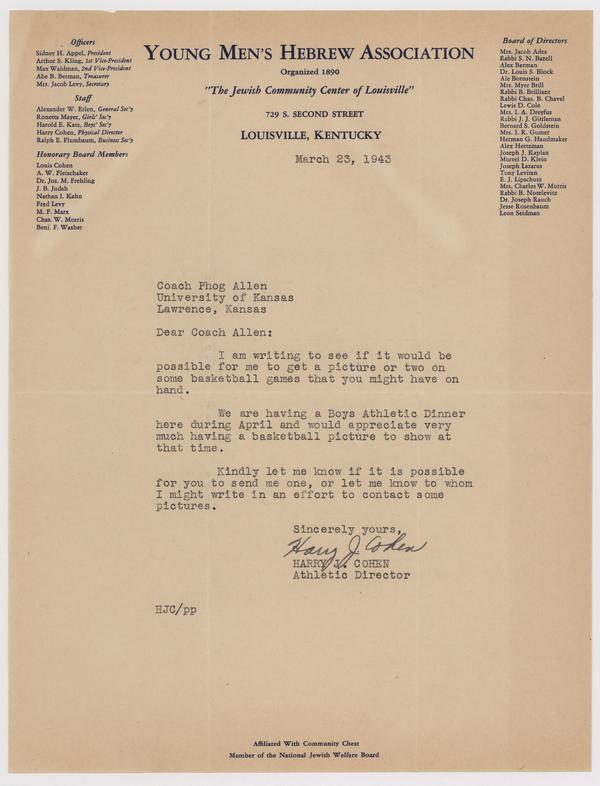 Officers
Sidney H. Appel, President
Arthur S. Kling, 1st Vice-President
Max Waldman, 2nd Vice-President
Abe B. Berman, Treasurer
Mrs. Jacob Levy, Secretary
Staff
Alexander W. Etlen, General Sec'y
Ronetta Mayer, Girls' Sec'y
Harold E. Katz, Boys' Sec'y
Harry Cohen, Physical Director
Ralph E. Flumbaum, Business Sec'y
Honorary Board Members
Louis Cohen
A. W. Fleischaker
Dr. Jos. M. Frehling
J. B. Judah
Nathan I. Kahn
Fred Levy
M. F. Marx
Chas. W. Morris
Benj. F. Washer
YOUNG MEN'S HEBREW ASSOCIATION
Organized 1890
"The Jewish Community Center of Louisville"
729 S. SECOND STREET
LOUISVILLE, KENTUCKY
March 23, 1943
Board of Directors
Mrs. Jacob Ades
Rabbi S. N. Bazell
Alex Berman
Dr. Louis S. Block
Ale Bornstein
Mrs. Myer Brill
Rabbi B. Brilliant
Rabbi Chas. B. Chavel
Lewis D. Cole
Mrs. I. A. Dreyfus
Rabbi J. J. Gittleman
Bernard S. Goldstein
Mrs. I. R. Gumer
Herman G. Handmaker
Alex Hertzman
Joseph J. Kaplan
Murrel D. Klein
Joseph Lazarus
Tony Levitan
E. J. Lipschutz
Mrs. Charles W. Morris
Rabbi B. Notelevitz
Dr. Joseph Rauch
Jesse Rosenbaum
Leon Seidman
Coach Phog Allen
University of Kansas
Lawrence, Kansas
Dear Coach Allen:
I am writing to see if it would be
possible for me to get a picture or two on
some basketball games that you might have on
hand.
We are having a Boys Athletic Dinner
here during April and would appreciate very
much having a basketball picture to show at
that time.
Kindly let me know if it is possible
for you to send me one, or let me know to whom
I might write in an effort to contact some
pictures.
Sincerely yours,
Harry J. Cohen
HARRY J. COHEN
Athletic Director
HJC/pp
Affiliated With Community Chest
Member of the National Jewish Welfare Board